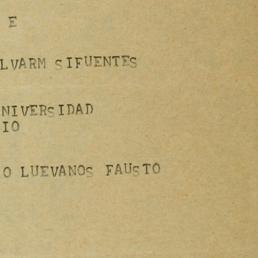 E
LVARM SIFUENTES
NIVERSIDAD
IO
O LUEVANOS FAUSTO